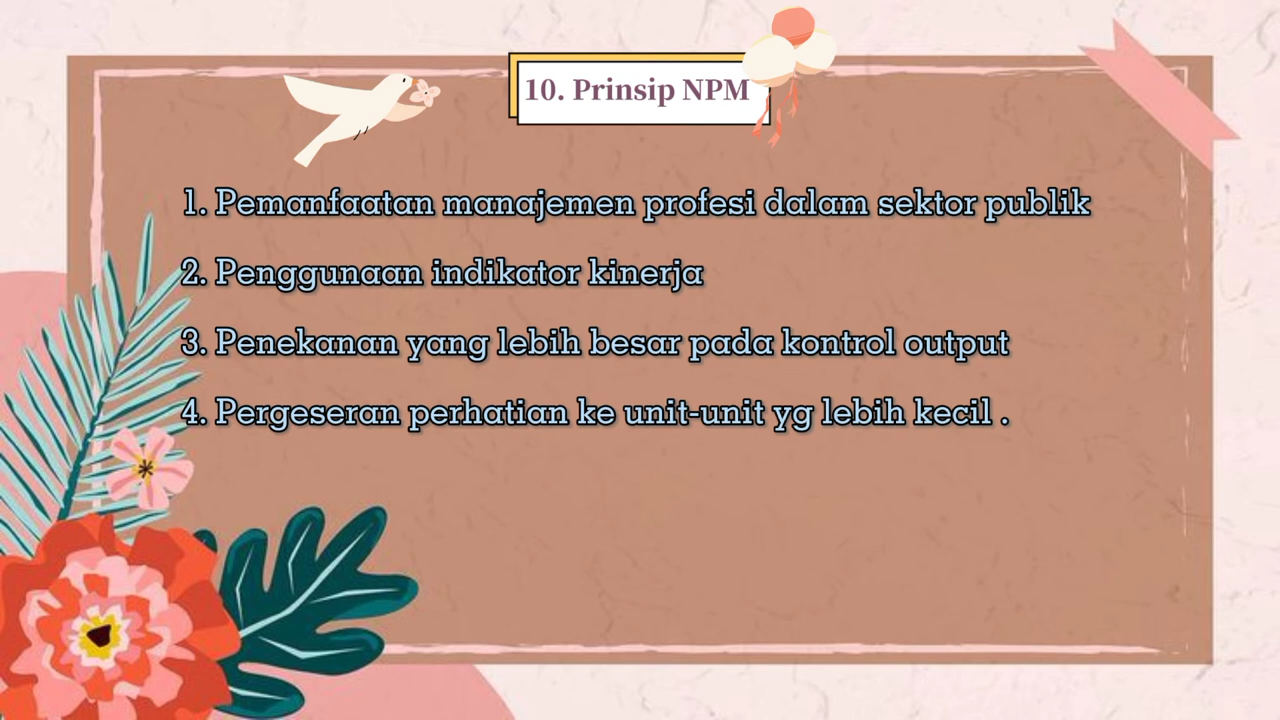 10. Prinsip NPM
1. Pemanfaatan manajemen profesi dalam sektor publik
2. Penggunaan indikator kinerja
3. Penekanan yang lebih besar pada kontrol output
4. Pergeseran perhatian ke unit-unit yg lebih kecil .